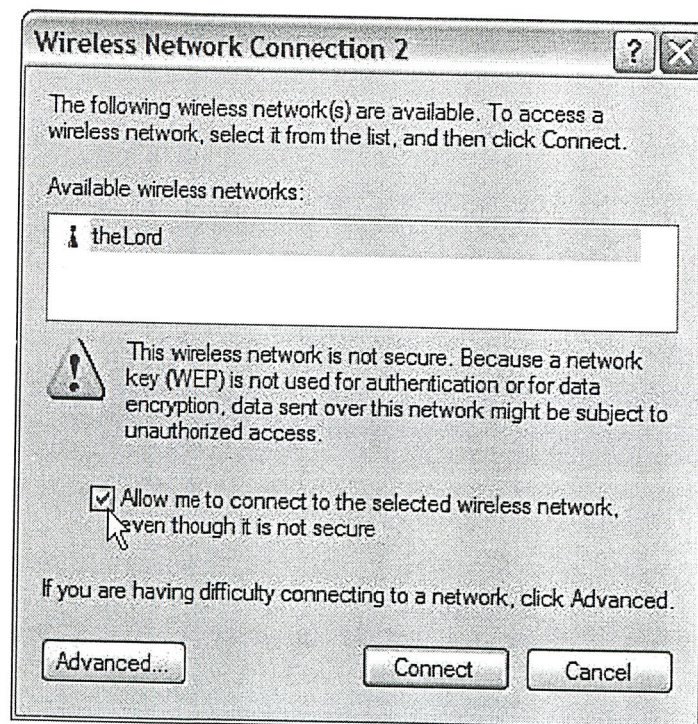 Wireless Network Connection 2
The following wireless network(s) are available. To access a
wireless network, select it from the list, and then click Connect.
Available wireless networks:
theLord
This wireless network is not secure. Because a network
key (WEP) is not used for authentication or for data
encryption, data sent over this network might be subject to
unauthorized access.
Allow me to connect to the selected wireless network,
even though it is not secure
If you are having difficulty connecting to a network, click Advanced.
Advanced...
Connect
Cancel